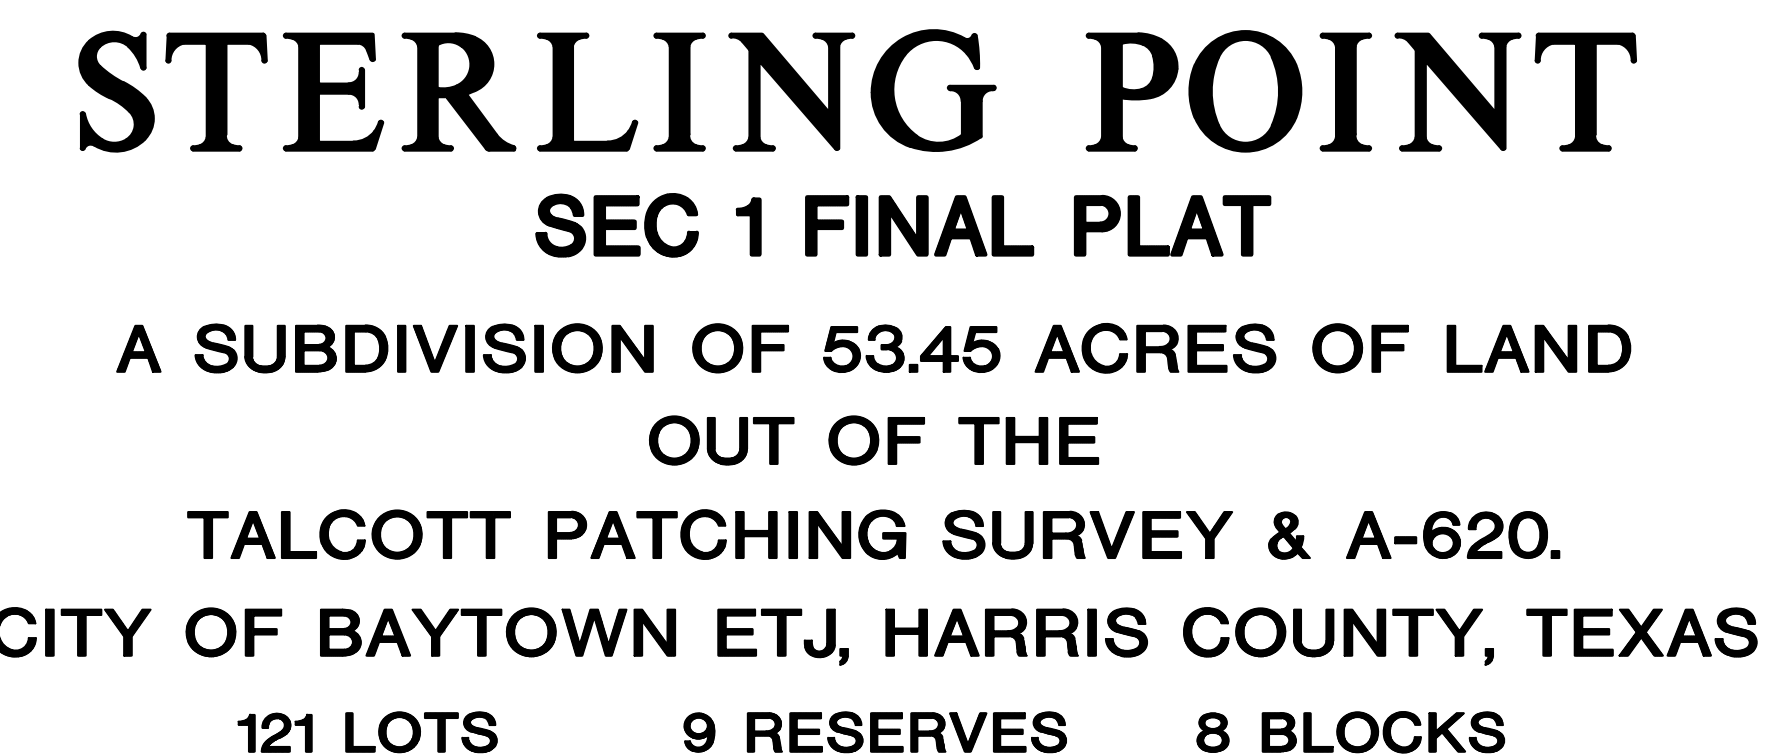 STERLING POINT
SEC 1 FINAL PLAT
A SUBDIVISION OF 53.45 ACRES OF LAND
OUT OF THE
TALCOTT PATCHING SURVEY & A-620.
CITY OF BAYTOWN ETJ, HARRIS COUNTY, TEXAS
121 LOTS 9 RESERVES 8 BLOCKS